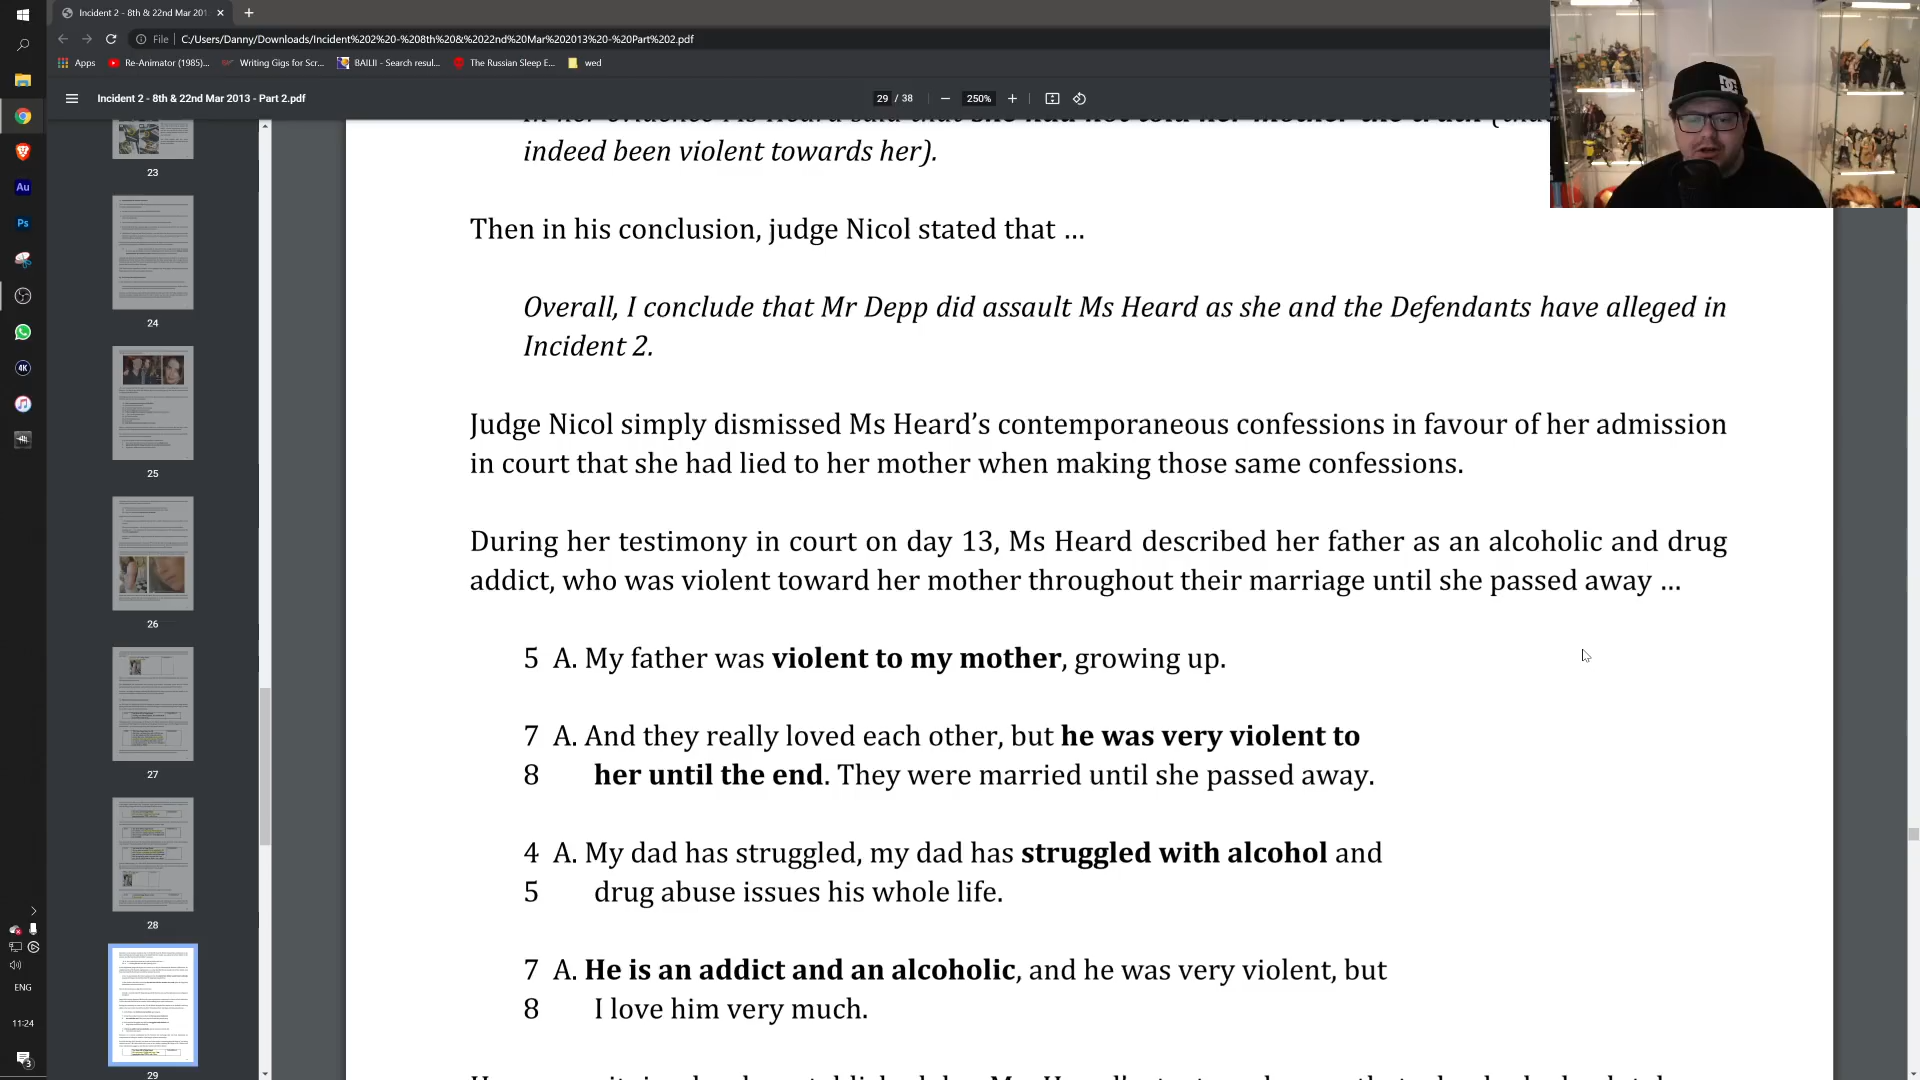 Incident 2 - 8th & 22nd Mar 201
File C:/Users/Danny/Downloads/Incident%202%20-%208th%20&%2022nd%20Mar%202013%20-%20Part%202.pdf
Apps Re-Animator (1985)... Writing Gigs for Scr... BAILII - Search resul... The Russian Sleep E... wed
Incident 2 - 8th & 22nd Mar 2013 - Part 2.pdf 29 / 38 250%
indeed been violent towards her).
Then in his conclusion, judge Nicol stated that ...
Overall, I conclude that Mr Depp did assault Ms Heard as she and the Defendants have alleged in
Incident 2.
Judge Nicol simply dismissed Ms Heard's contemporaneous confessions in favour of her admission
in court that she had lied to her mother when making those same confessions.
During her testimony in court on day 13, Ms Heard described her father as an alcoholic and drug
addict, who was violent toward her mother throughout their marriage until she passed away ...
5 A. My father was violent to my mother, growing up.
7 A. And they really loved each other, but he was very violent to
8 her until the end. They were married until she passed away.
4 A. My dad has struggled, my dad has struggled with alcohol and
5 drug abuse issues his whole life.
7 A. He is an addict and an alcoholic, and he was very violent, but
8 I love him very much.
23
24
25
26
27
28
29
Au
Ps
4K
ENG
11:24
3